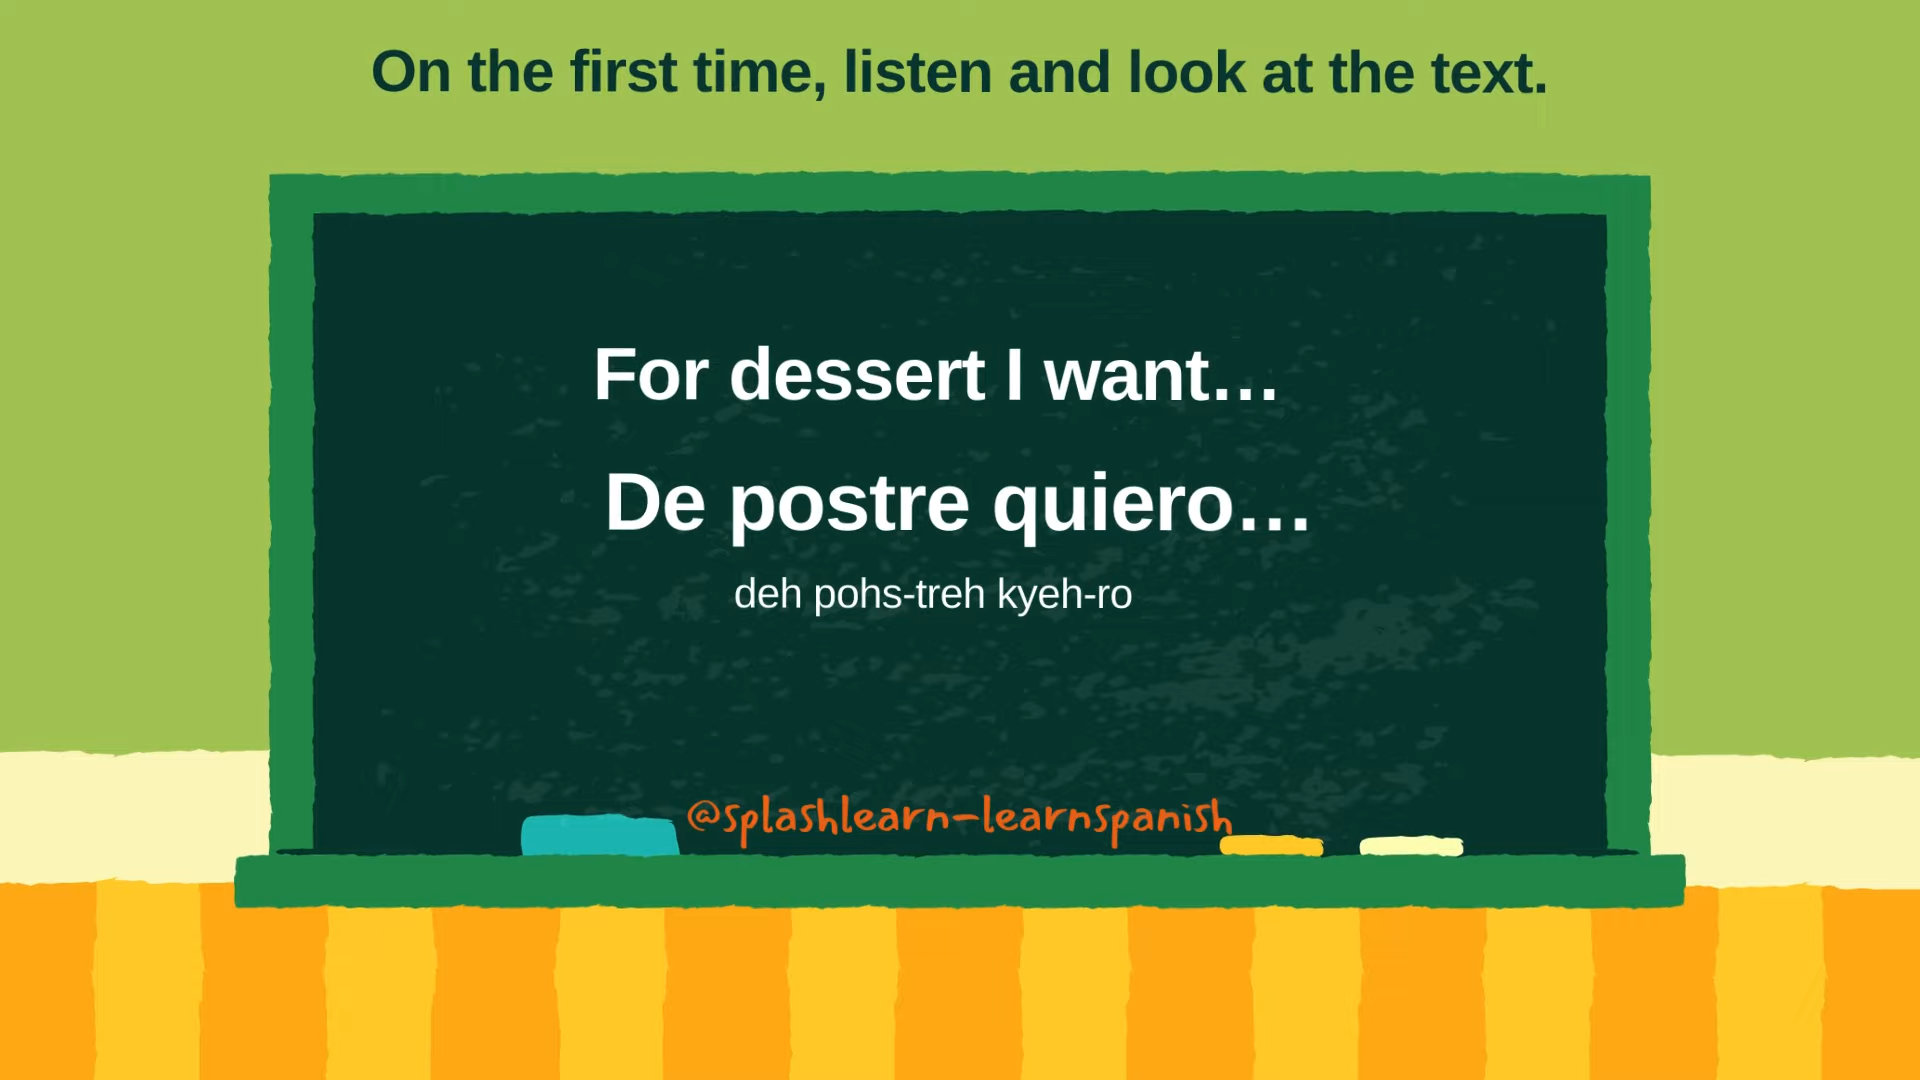 On the first time, listen and look at the text.
For dessert I want…
De postre quiero…
deh pohs-treh kyeh-ro
@splashlearn-learnspanish